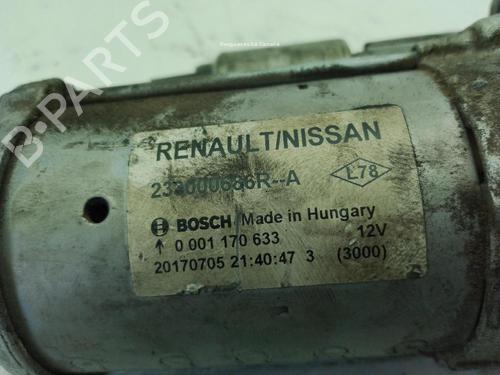 RENAULT/NISSAN
233000686R--A
L78
BOSCH Made in Hungary
0 001 170 633 12V
20170705 21:40:47 3 (3000)
B-PARTS